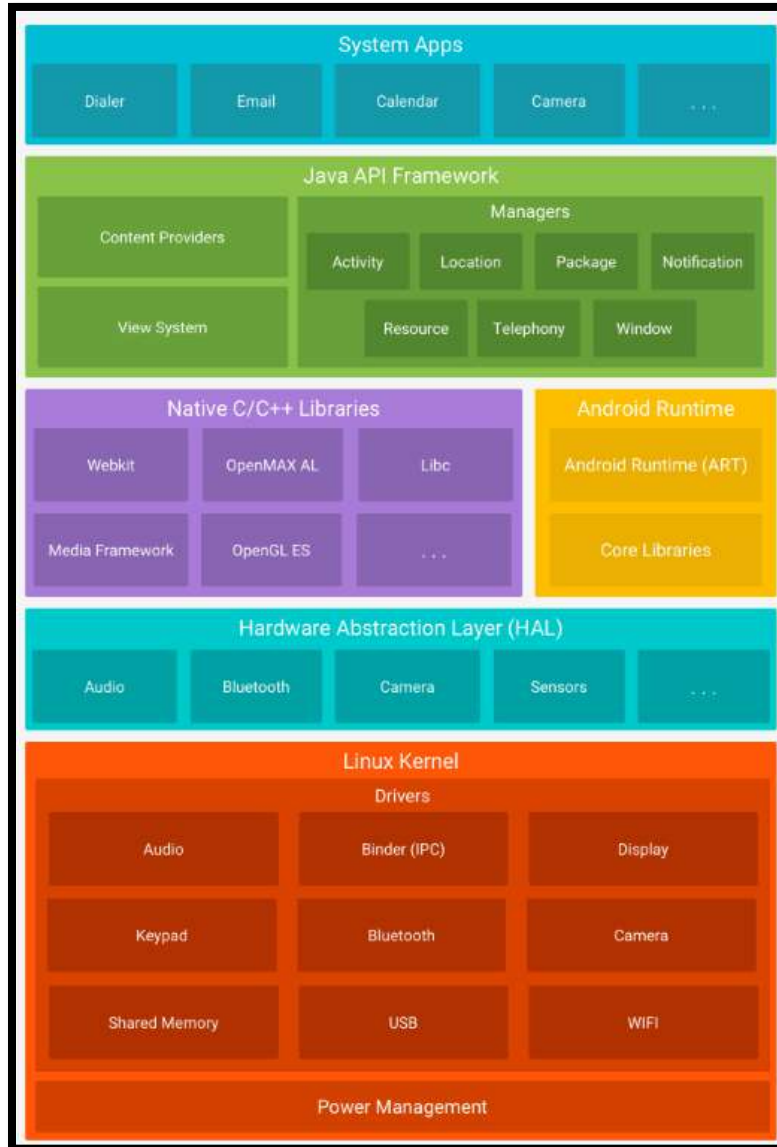 System Apps
Dialer Email Calendar Camera . . .
Java API Framework
Content Providers
View System
Managers
Activity Location Package Notification
Resource Telephony Window
Native C/C++ Libraries
Webkit OpenMAX AL Libc
Media Framework OpenGL ES . . .
Android Runtime
Android Runtime (ART)
Core Libraries
Hardware Abstraction Layer (HAL)
Audio Bluetooth Camera Sensors . . .
Linux Kernel
Drivers
Audio Binder (IPC) Display
Keypad Bluetooth Camera
Shared Memory USB WIFI
Power Management